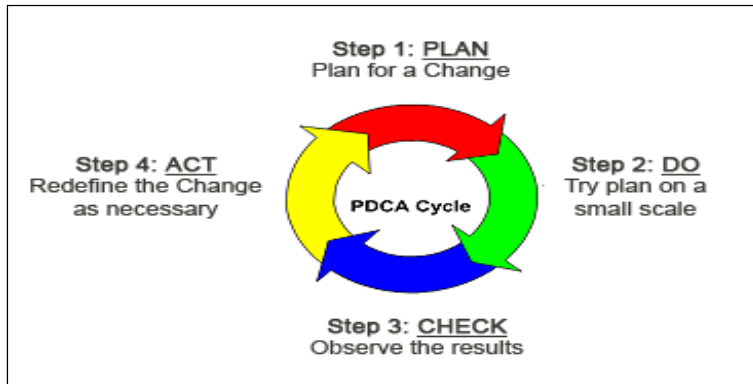 Step 1: PLAN
Plan for a Change
Step 2: DO
Try plan on a
small scale
Step 3: CHECK
Observe the results
Step 4: ACT
Redefine the Change
as necessary
PDCA Cycle